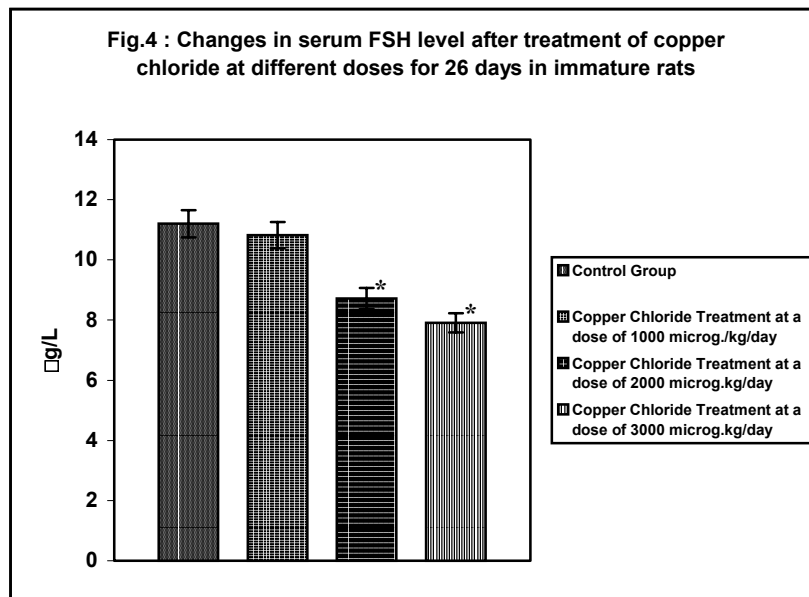 Fig.4 : Changes in serum FSH level after treatment of copper
chloride at different doses for 26 days in immature rats
14
12
10
8
6
4
2
0
□g/L
*
*
Control Group
Copper Chloride Treatment at a
dose of 1000 microg./kg/day
Copper Chloride Treatment at a
dose of 2000 microg.kg/day
Copper Chloride Treatment at a
dose of 3000 microg.kg/day